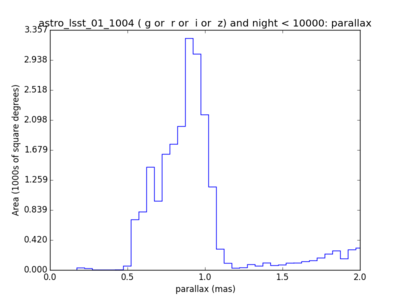 astro_lsst_01_1004 ( g or r or i or z) and night < 10000: parallax
3.357
2.938
2.518
2.098
1.679
1.259
0.839
0.420
0.000
Area (1000s of square degrees)
0.0 0.5 1.0 1.5 2.0
parallax (mas)